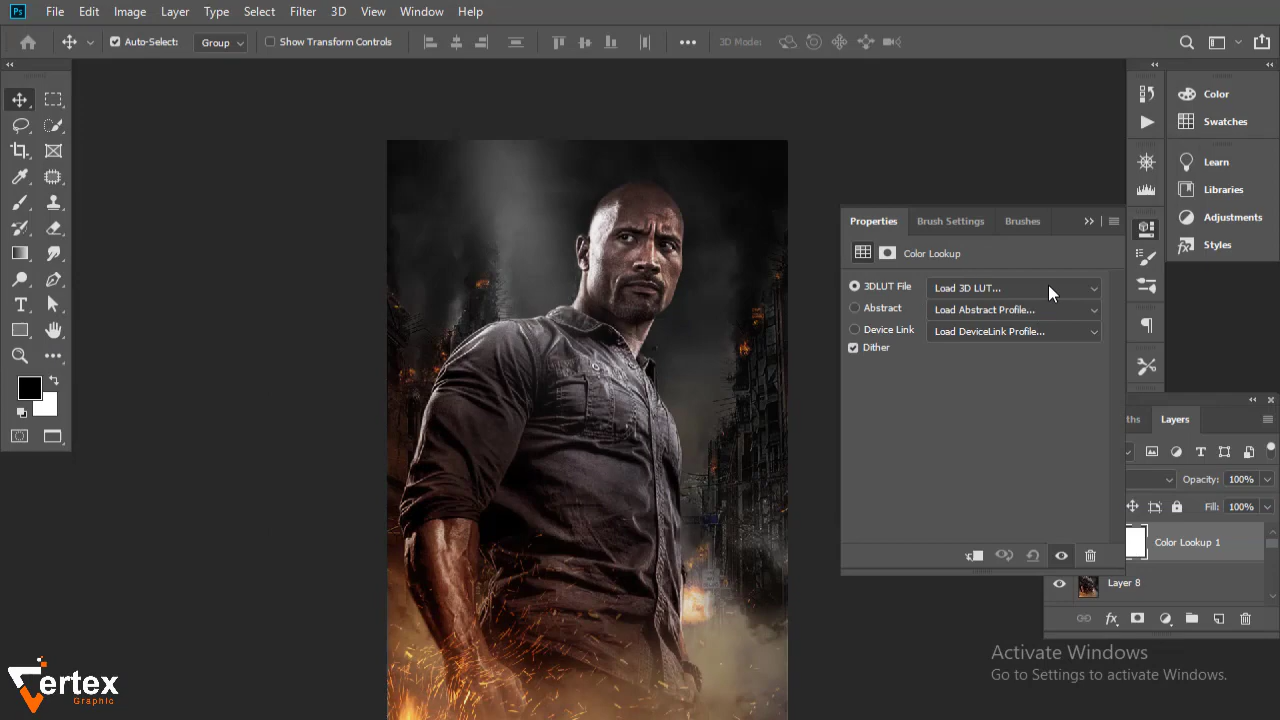 Ps File Edit Image Layer Type Select Filter 3D View Window Help
Auto-Select: Group Show Transform Controls 3D Mode:
Color
Swatches
Learn
Libraries
Adjustments
Styles
Properties Brush Settings Brushes
Color Lookup
3DLUT File Load 3D LUT...
Abstract Load Abstract Profile...
Device Link Load DeviceLink Profile...
Dither
ths Layers
Opacity: 100%
Fill: 100%
Color Lookup 1
Layer 8
Activate Windows
Go to Settings to activate Windows.
Vertex
Graphic